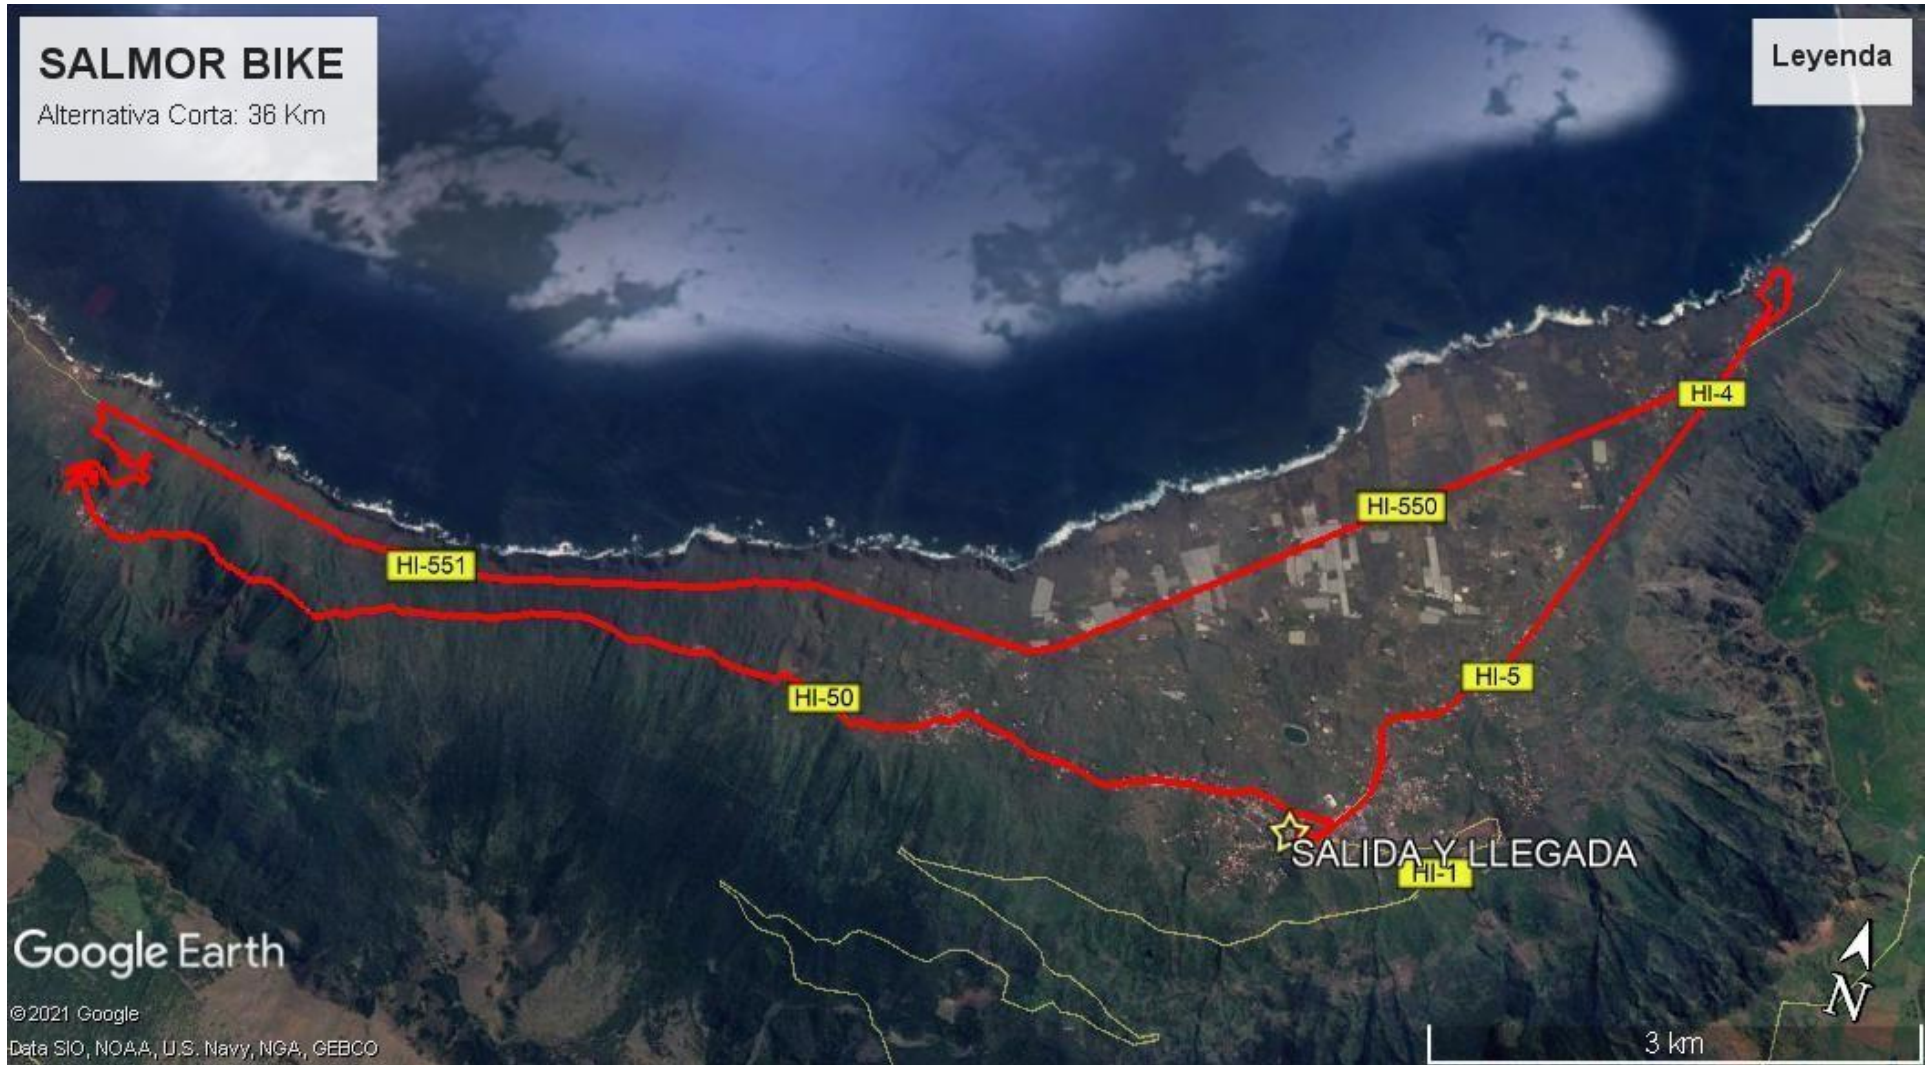 SALMOR BIKE
Alternativa Corta: 36 Km
Leyenda
HI-4
HI-550
HI-551
HI-5
HI-50
SALIDA Y LLEGADA
HI-1
Google Earth
©2021 Google
Data SIO, NOAA, U.S. Navy, NGA, GEBCO
N
3 km